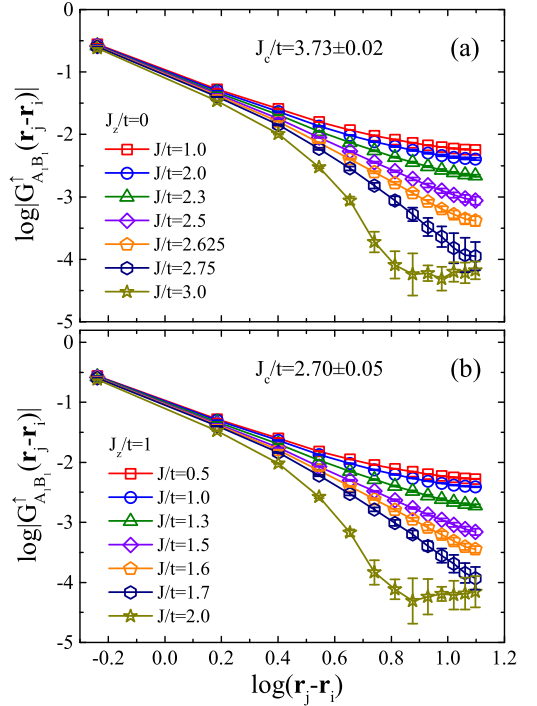 0
-1
-2
-3
-4
-5
log|G↑A₁B₁(rj-ri)|
Jc/t=3.73±0.02
(a)
Jz/t=0
J/t=1.0
J/t=2.0
J/t=2.3
J/t=2.5
J/t=2.625
J/t=2.75
J/t=3.0
0
-1
-2
-3
-4
-5
log|G↑A₁B₁(rj-ri)|
Jc/t=2.70±0.05
(b)
Jz/t=1
J/t=0.5
J/t=1.0
J/t=1.3
J/t=1.5
J/t=1.6
J/t=1.7
J/t=2.0
-0.2 0.0 0.2 0.4 0.6 0.8 1.0 1.2
log(rj-ri)